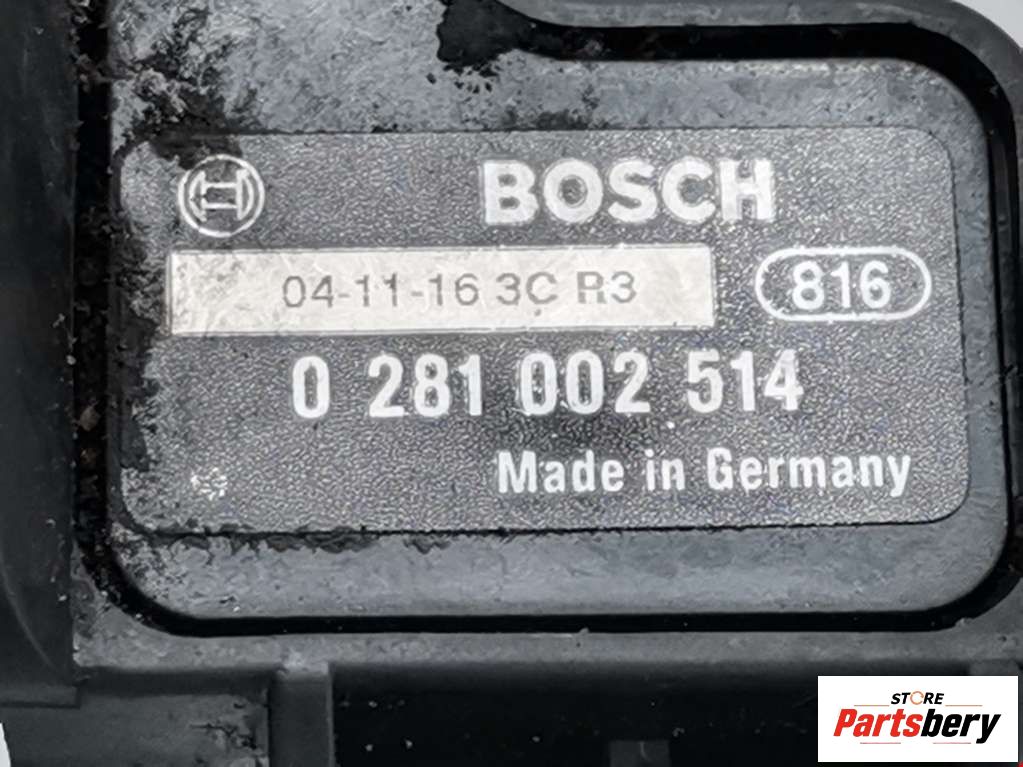 BOSCH
04-11-16 3C R3
816
0 281 002 514
Made in Germany
STORE
Partsbery